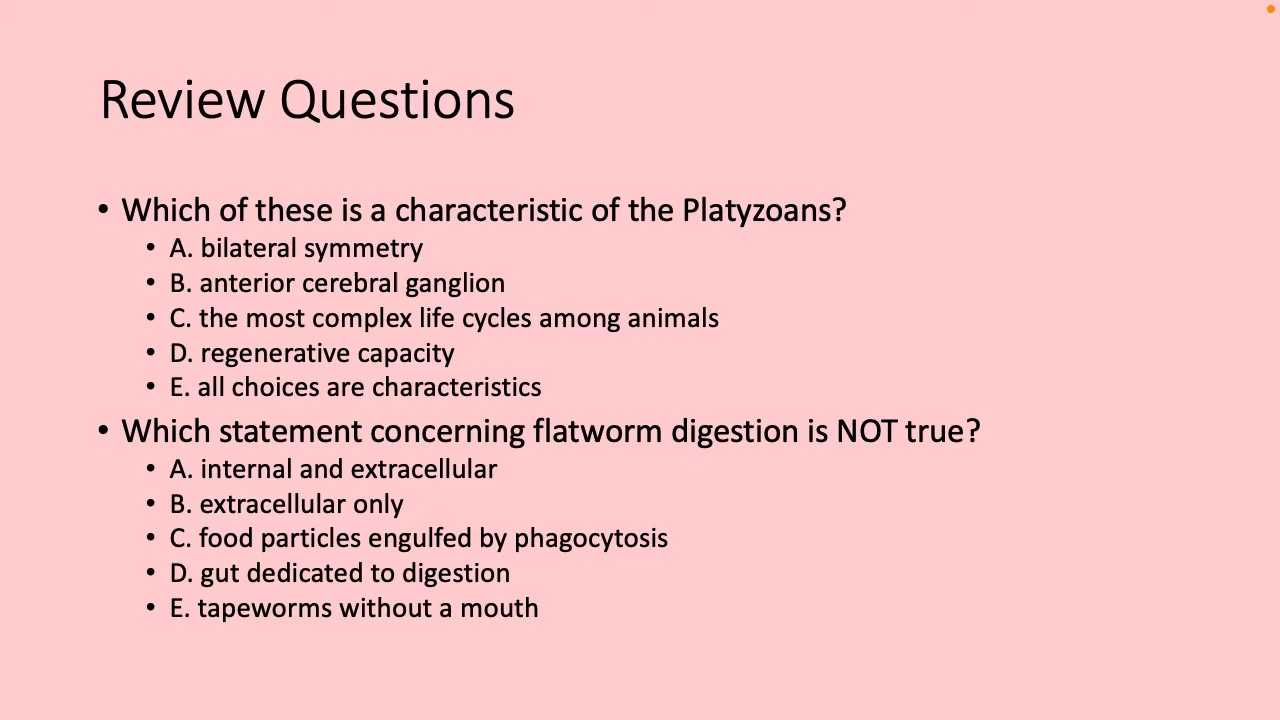 Review Questions
• Which of these is a characteristic of the Platyzoans?
• A. bilateral symmetry
• B. anterior cerebral ganglion
• C. the most complex life cycles among animals
• D. regenerative capacity
• E. all choices are characteristics
• Which statement concerning flatworm digestion is NOT true?
• A. internal and extracellular
• B. extracellular only
• C. food particles engulfed by phagocytosis
• D. gut dedicated to digestion
• E. tapeworms without a mouth